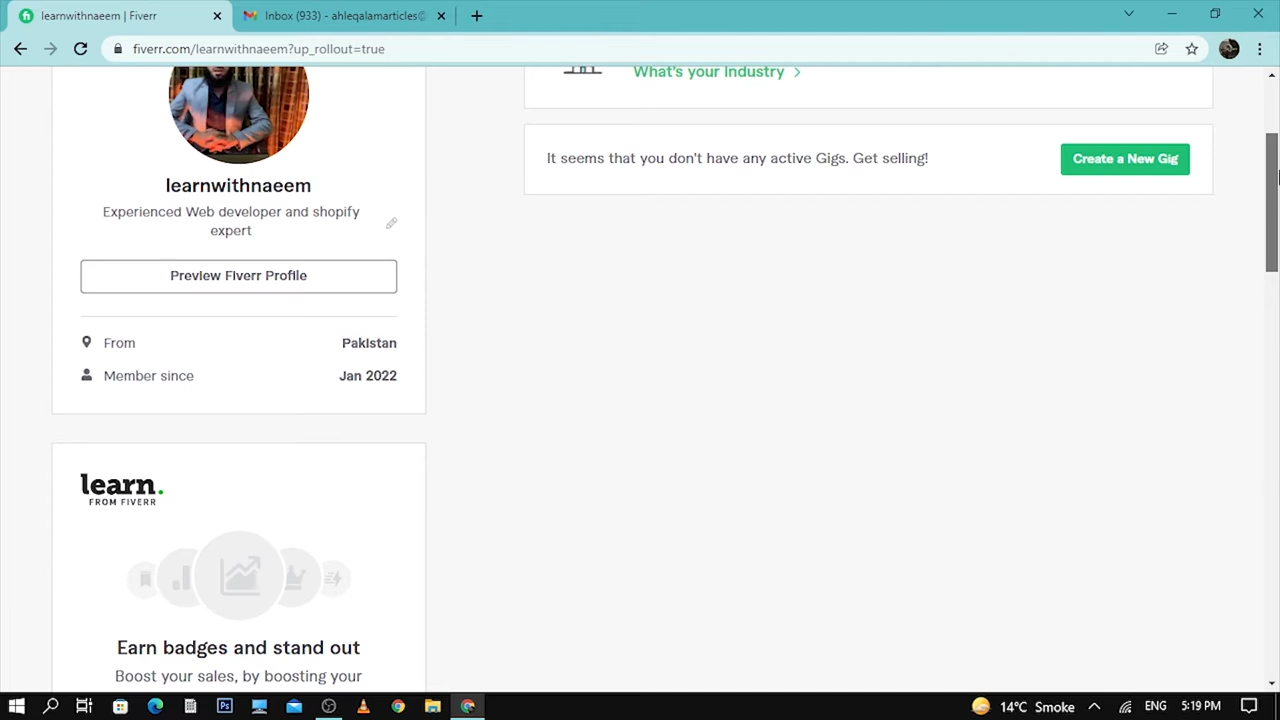 learnwithnaeem | Fiverr
Inbox (933) - ahleqalamarticles@
fiverr.com/learnwithnaeem?up_rollout=true
What's your Industry
It seems that you don't have any active Gigs. Get selling!
Create a New Gig
learnwithnaeem
Experienced Web developer and shopify
expert
Preview Fiverr Profile
From Pakistan
Member since Jan 2022
learn.
FROM FIVERR
Earn badges and stand out
Boost your sales, by boosting your
14°C Smoke
ENG
5:19 PM